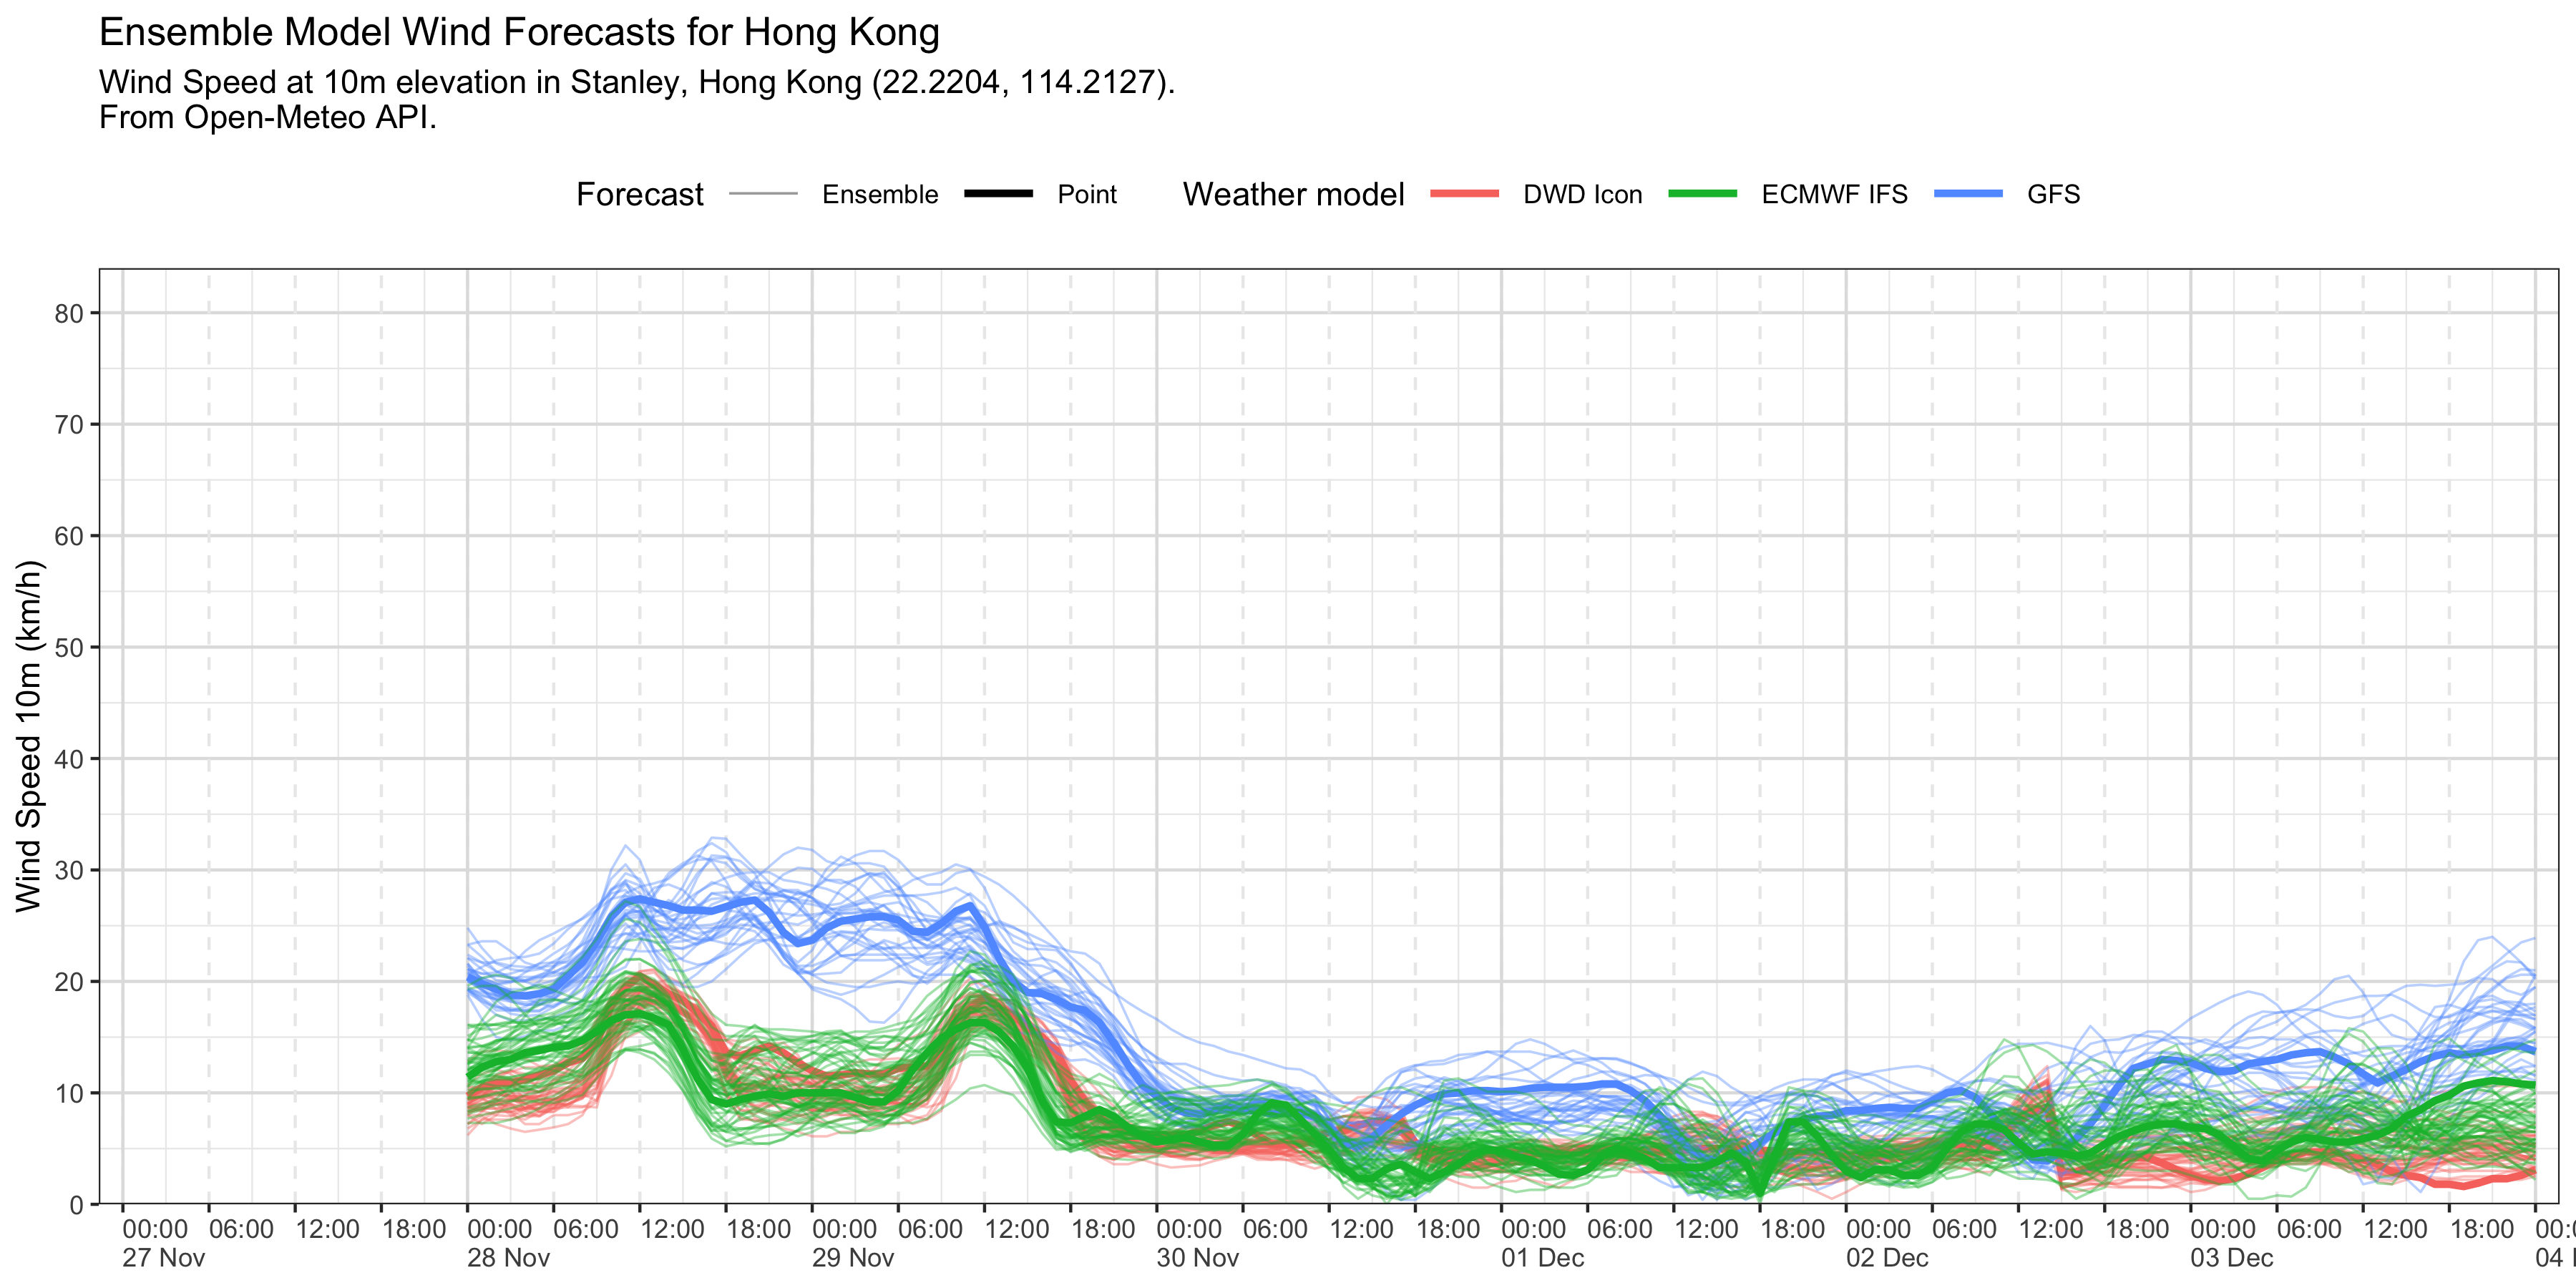 Ensemble Model Wind Forecasts for Hong Kong
Wind Speed at 10m elevation in Stanley, Hong Kong (22.2204, 114.2127).
From Open-Meteo API.
Forecast Ensemble Point Weather model DWD Icon ECMWF IFS GFS
Wind Speed 10m (km/h)
80
70
60
50
40
30
20
10
0
00:00 06:00 12:00 18:00 00:00 06:00 12:00 18:00 00:00 06:00 12:00 18:00 00:00 06:00 12:00 18:00 00:00 06:00 12:00 18:00 00:00 06:00 12:00 18:00 00:00 06:00 12:00 18:00
27 Nov 28 Nov 29 Nov 30 Nov 01 Dec 02 Dec 03 Dec 04